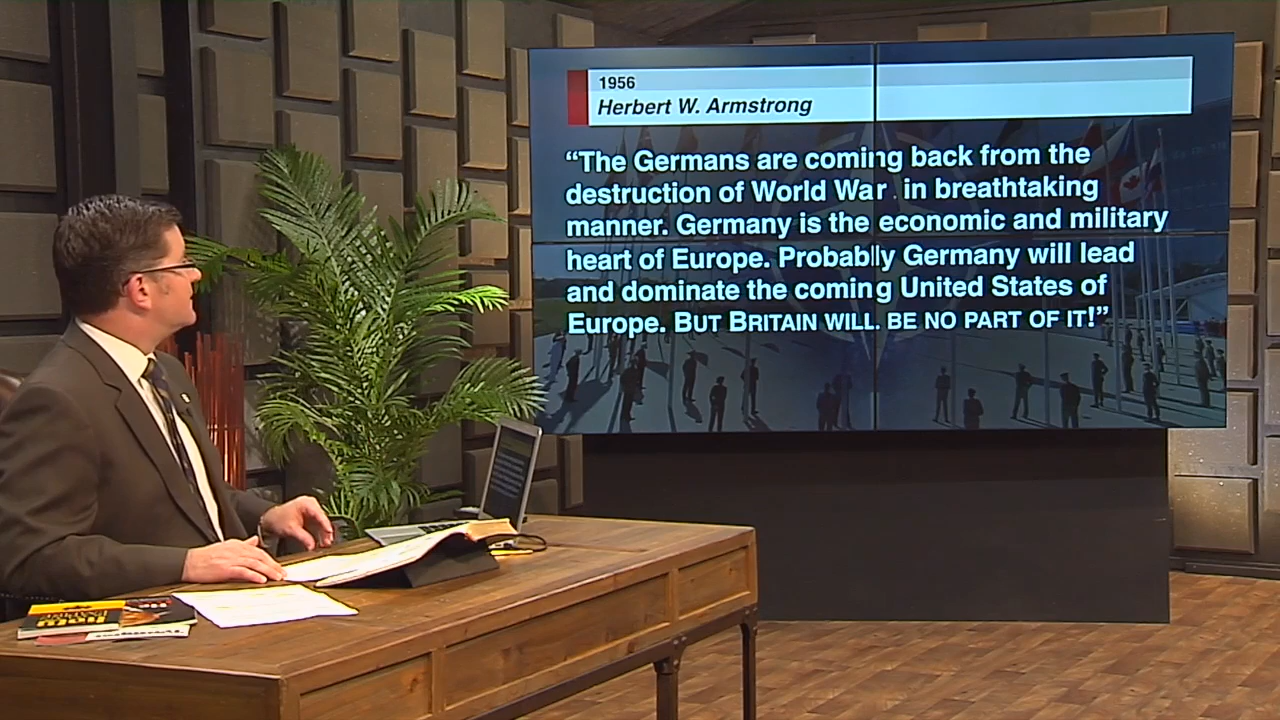 1956
Herbert W. Armstrong
“The Germans are coming back from the
destruction of World War in breathtaking
manner. Germany is the economic and military
heart of Europe. Probably Germany will lead
and dominate the coming United States of
Europe. BUT BRITAIN WILL BE NO PART OF IT!”